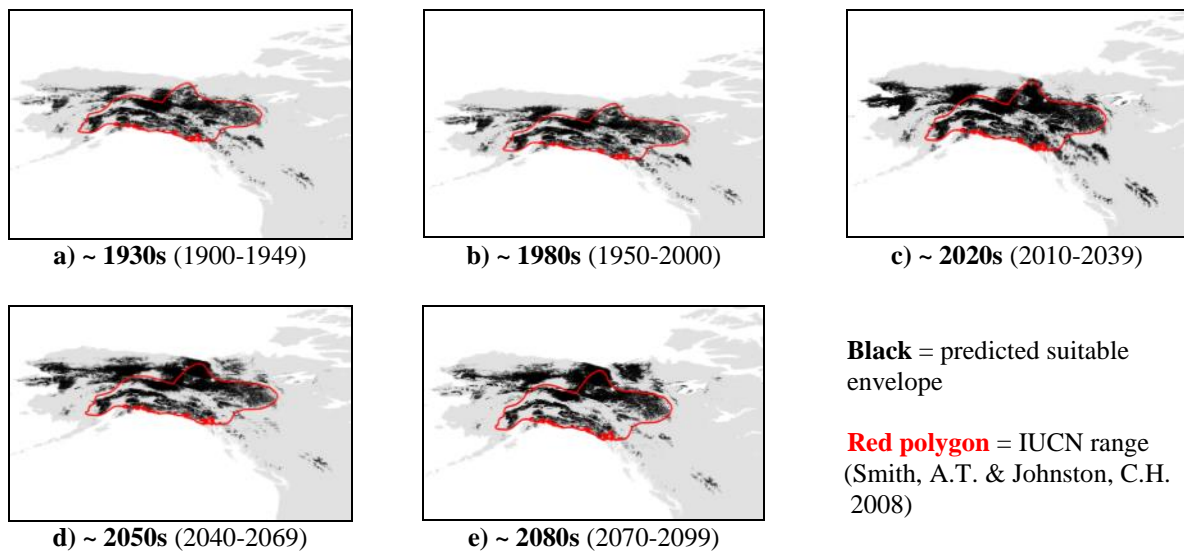 a) ~ 1930s (1900-1949)
b) ~ 1980s (1950-2000)
c) ~ 2020s (2010-2039)
d) ~ 2050s (2040-2069)
e) ~ 2080s (2070-2099)
Black = predicted suitable
envelope
Red polygon = IUCN range
(Smith, A.T. & Johnston, C.H.
2008)